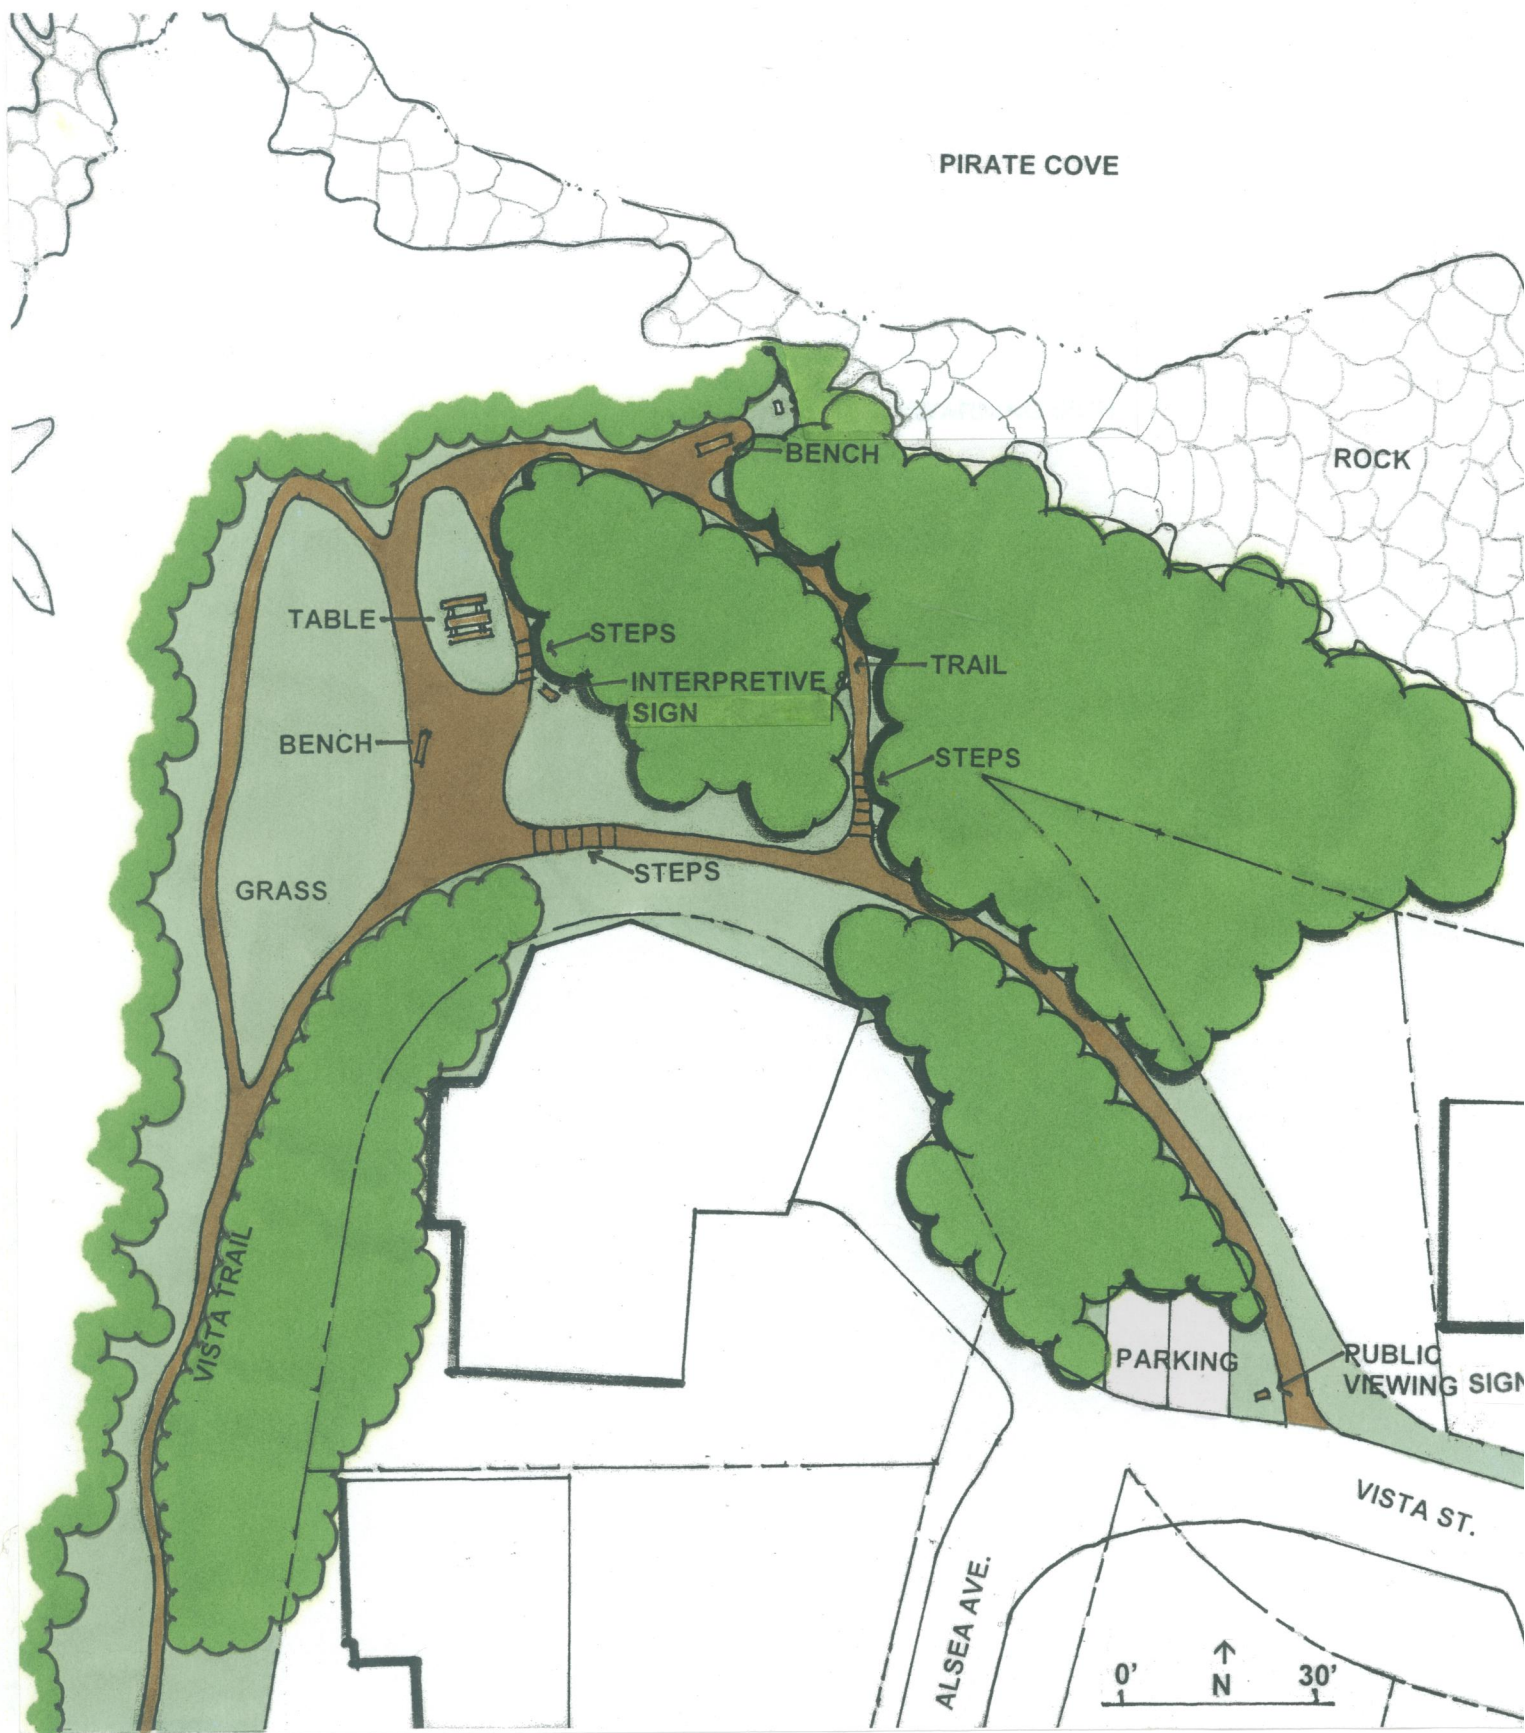 PIRATE COVE
BENCH
ROCK
TABLE
STEPS
TRAIL
INTERPRETIVE
SIGN
BENCH
STEPS
STEPS
GRASS
VISTA TRAIL
PARKING
PUBLIC
VIEWING SIGN
VISTA ST.
ALSEA AVE.
0' N 30'